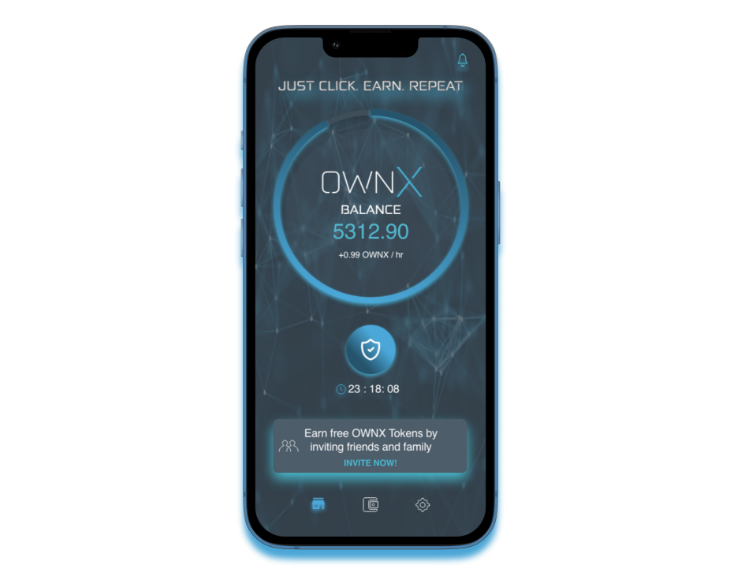 JUST CLICK. EARN. REPEAT
OWNX
BALANCE
5312.90
+0.99 OWNX / hr
23 : 18: 08
Earn free OWNX Tokens by
inviting friends and family
INVITE NOW!